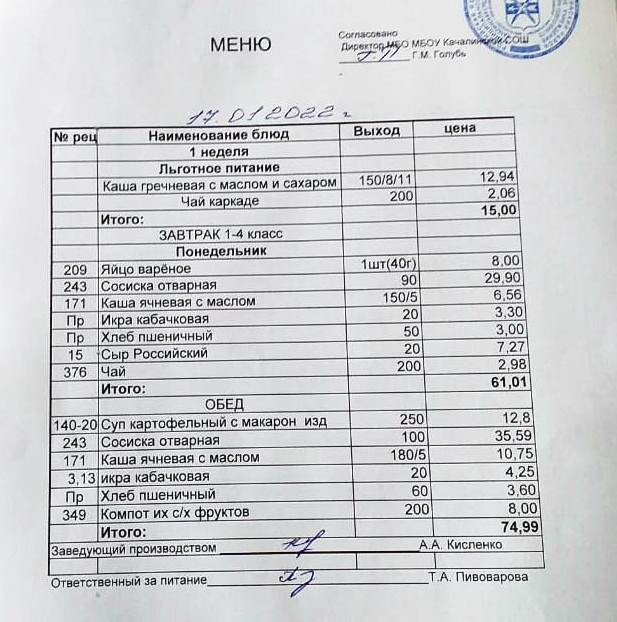 Согласовано
МЕНЮ
Директор МБО МБОУ Качалинской СОШ
Г.М. Голубь
17.01.2022 г
№ рец Наименование блюд Выход цена
1 неделя
Льготное питание
Каша гречневая с маслом и сахаром 150/8/11 12,94
Чай каркаде 200 2,06
Итого: 15,00
ЗАВТРАК 1-4 класс
Понедельник
209 Яйцо варёное 1шт(40г) 8,00
243 Сосиска отварная 90 29,90
171 Каша ячневая с маслом 150/5 6,56
Пр Икра кабачковая 20 3,30
Пр Хлеб пшеничный 50 3,00
15 Сыр Российский 20 7,27
376 Чай 200 2,98
Итого: 61,01
ОБЕД
140-20 Суп картофельный с макарон изд 250 12,8
243 Сосиска отварная 100 35,59
171 Каша ячневая с маслом 180/5 10,75
3,13 икра кабачковая 20 4,25
Пр Хлеб пшеничный 60 3,60
349 Компот их с/х фруктов 200 8,00
Итого: 74,99
Заведующий производством А.А. Кисленко
Ответственный за питание Т.А. Пивоварова